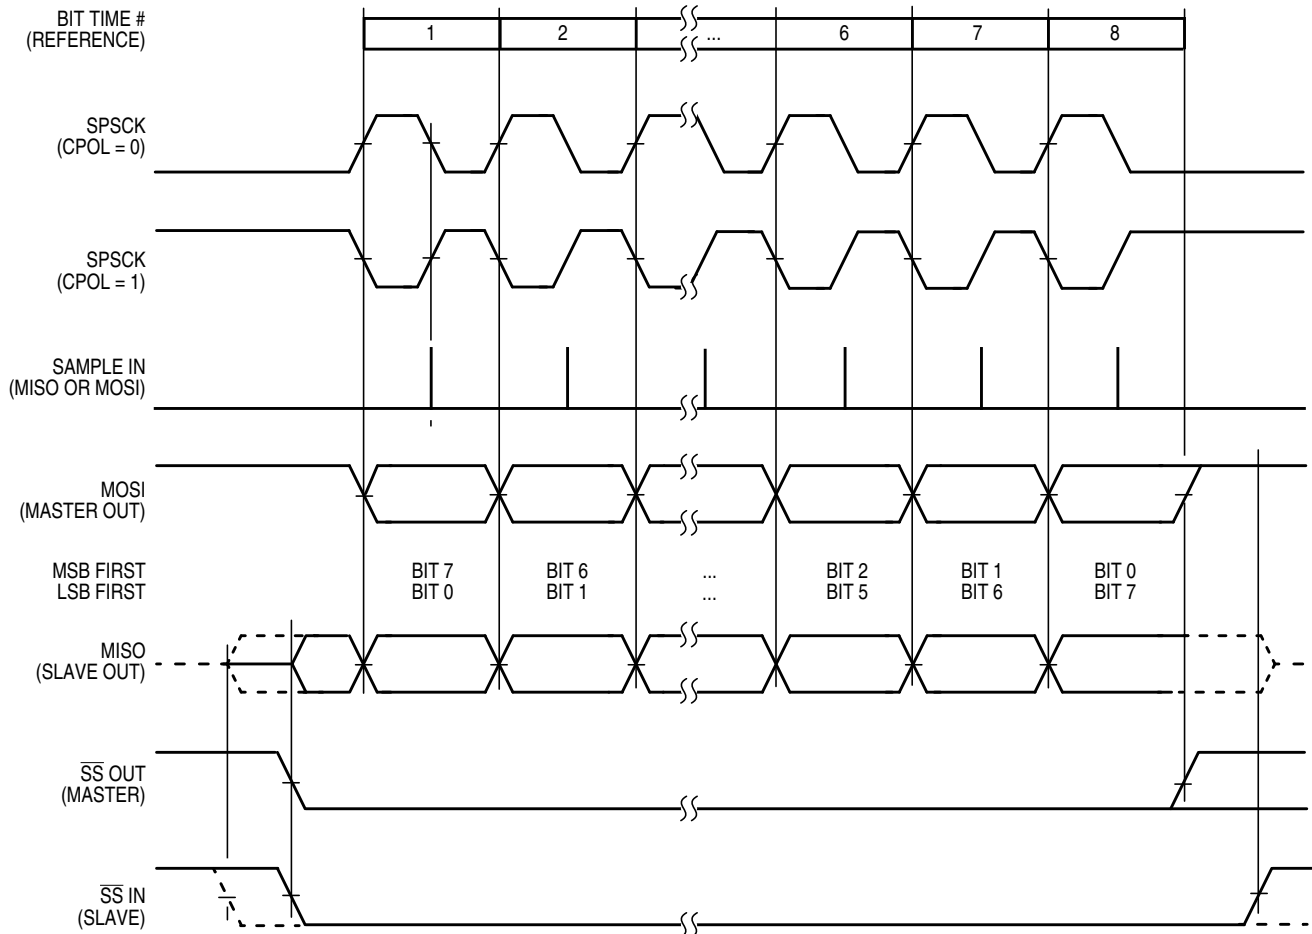 BIT TIME #
(REFERENCE)
1 2 ... 6 7 8
SPSCK
(CPOL = 0)
SPSCK
(CPOL = 1)
SAMPLE IN
(MISO OR MOSI)
MOSI
(MASTER OUT)
MSB FIRST BIT 7 BIT 6 ... BIT 2 BIT 1 BIT 0
LSB FIRST BIT 0 BIT 1 ... BIT 5 BIT 6 BIT 7
MISO
(SLAVE OUT)
S̅S̅ OUT
(MASTER)
S̅S̅ IN
(SLAVE)